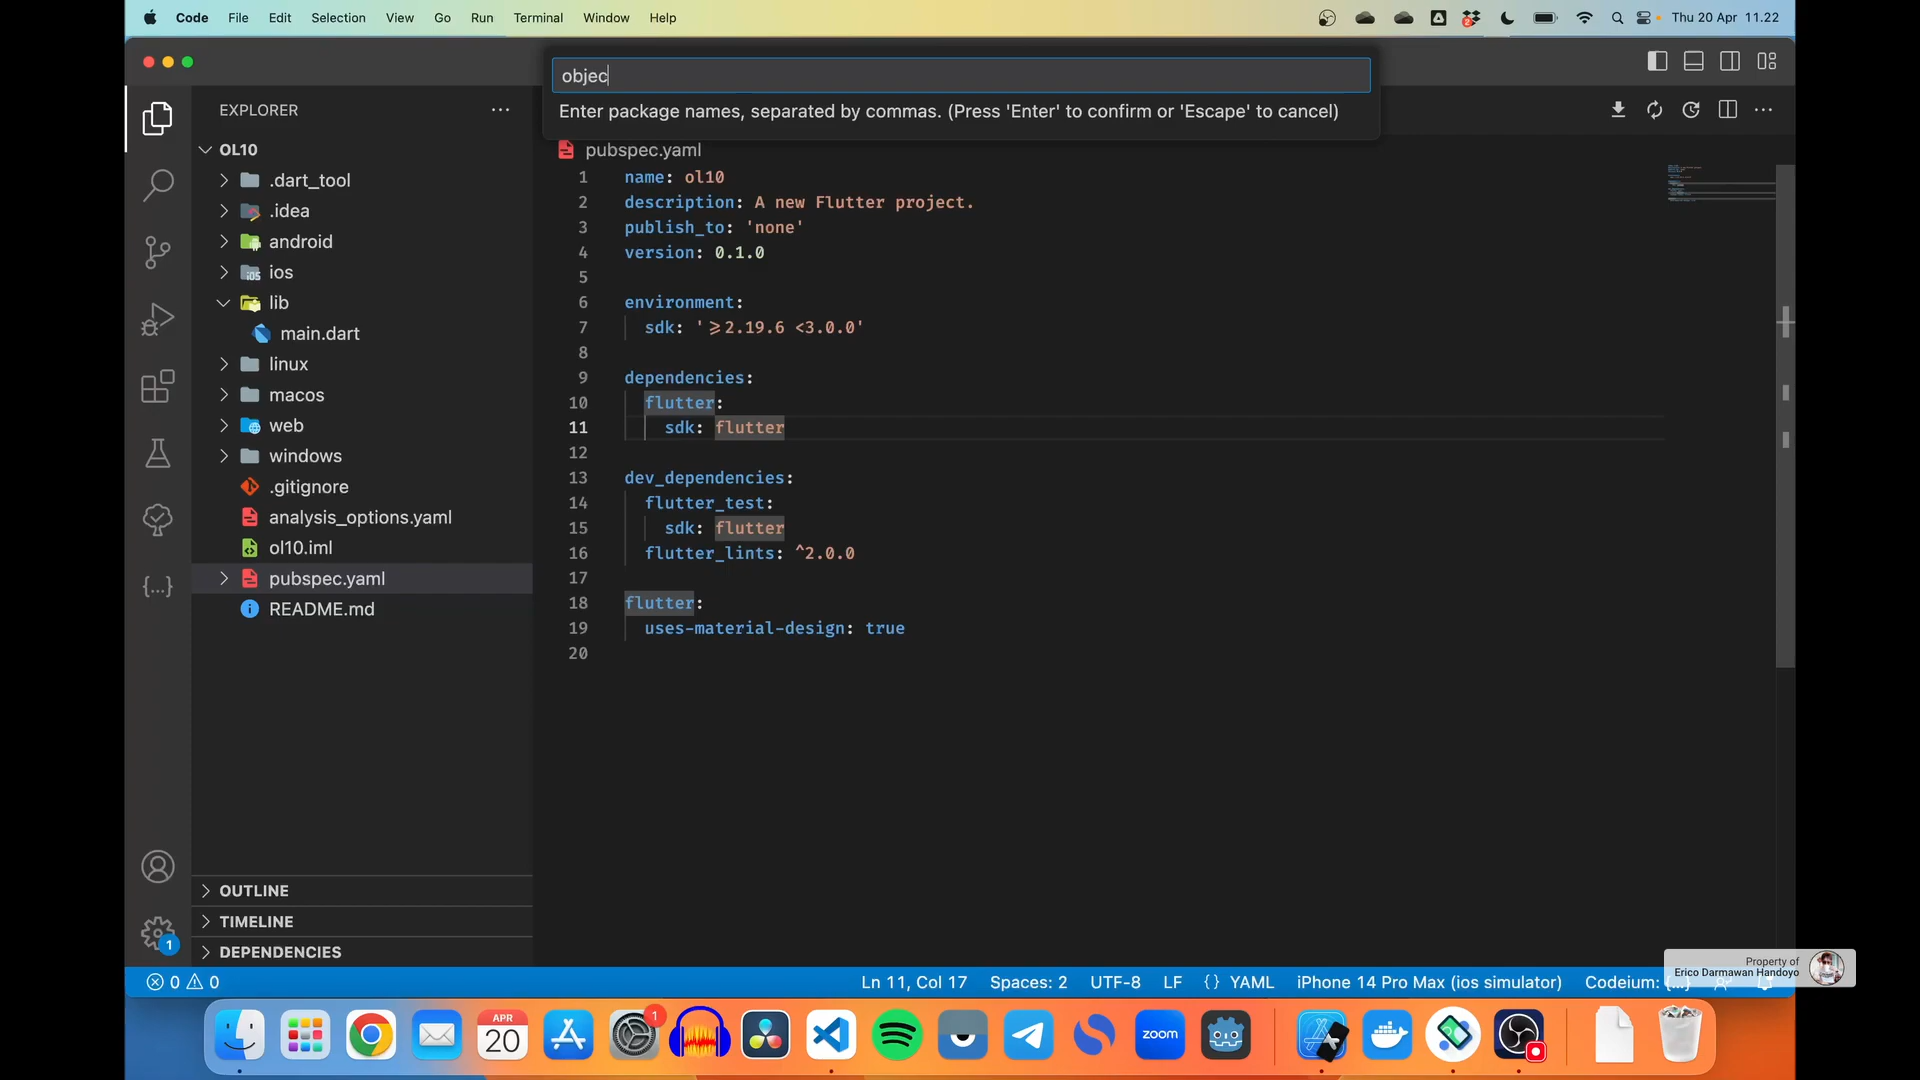 Code File Edit Selection View Go Run Terminal Window Help
2
Thu 20 Apr 11.22
objec
Enter package names, separated by commas. (Press 'Enter' to confirm or 'Escape' to cancel)
EXPLORER
OL10
.dart_tool
.idea
android
ios
lib
main.dart
linux
macos
web
windows
.gitignore
analysis_options.yaml
ol10.iml
pubspec.yaml
README.md
OUTLINE
TIMELINE
DEPENDENCIES
1
pubspec.yaml
1 name: ol10
2 description: A new Flutter project.
3 publish_to: 'none'
4 version: 0.1.0
5
6 environment:
7 sdk: '>=2.19.6 <3.0.0'
8
9 dependencies:
10 flutter:
11 sdk: flutter
12
13 dev_dependencies:
14 flutter_test:
15 sdk: flutter
16 flutter_lints: ^2.0.0
17
18 flutter:
19 uses-material-design: true
20
Property of
Erico Darmawan Handoyo
0 0 Ln 11, Col 17 Spaces: 2 UTF-8 LF {} YAML iPhone 14 Pro Max (ios simulator) Codeium: {...}
APR
20
1
zoom